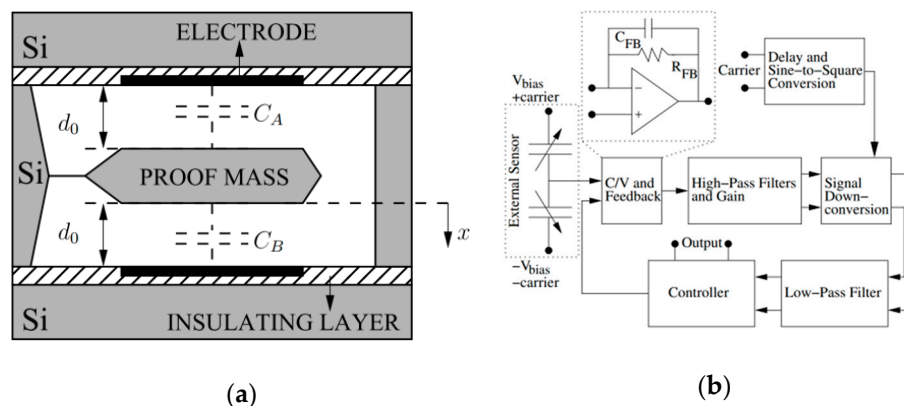 Si
ELECTRODE
d0
CA
Si
PROOF MASS
d0
CB
x
Si
INSULATING LAYER
(a)
CFB
RFB
−
+
Vbias
+carrier
External Sensor
−Vbias
−carrier
Carrier
Delay and
Sine−to−Square
Conversion
C/V and
Feedback
High−Pass Filters
and Gain
Signal
Down−
conversion
Output
Controller
Low−Pass Filter
(b)